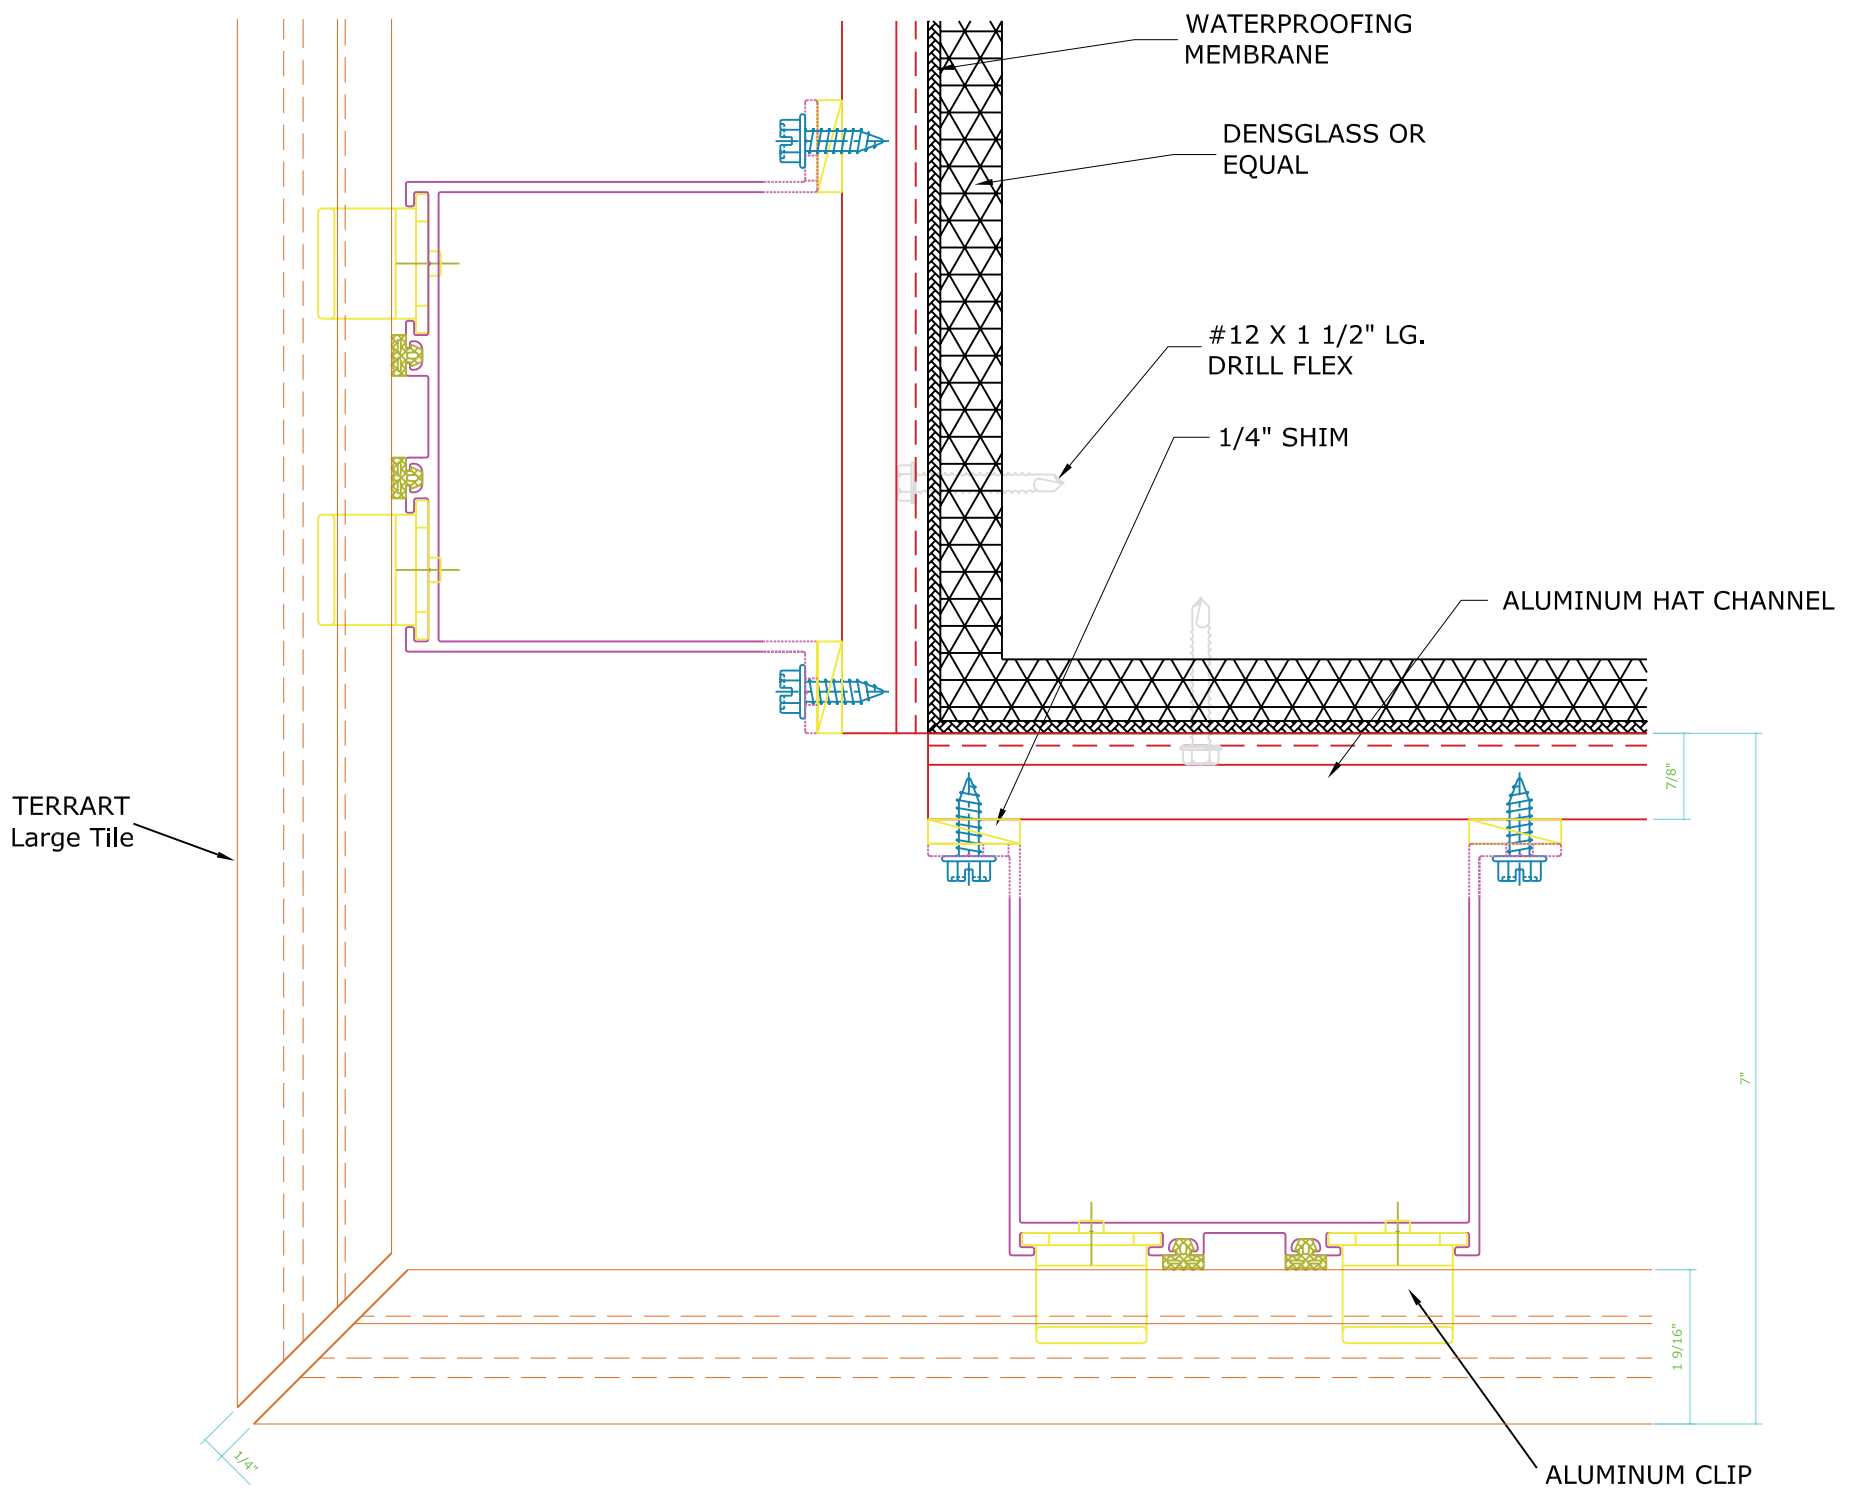 WATERPROOFING
MEMBRANE
DENSGLASS OR
EQUAL
#12 X 1 1/2" LG.
DRILL FLEX
1/4" SHIM
ALUMINUM HAT CHANNEL
7/8"
TERRART
Large Tile
7"
1 9/16"
1/4"
ALUMINUM CLIP